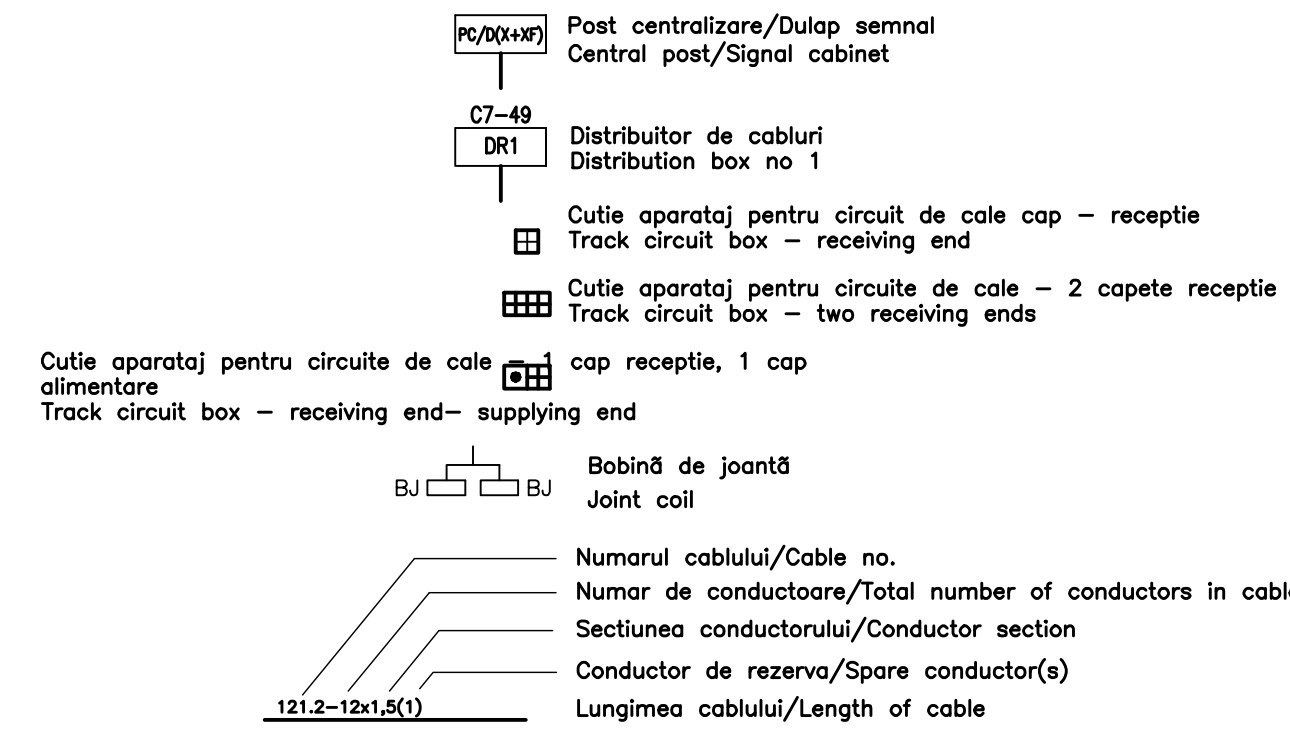 PC/D(X+XF)
Post centralizare/Dulap semnal
Central post/Signal cabinet
C7-49
DR1
Distribuitor de cabluri
Distribution box no 1
Cutie aparataj pentru circuit de cale cap - receptie
Track circuit box - receiving end
Cutie aparataj pentru circuite de cale - 2 capete receptie
Track circuit box - two receiving ends
Cutie aparataj pentru circuite de cale - 1 cap receptie, 1 cap
alimentare
Track circuit box - receiving end- supplying end
BJ BJ
Bobinã de joantã
Joint coil
Numarul cablului/Cable no.
Numar de conductoare/Total number of conductors in cabl
Sectiunea conductorului/Conductor section
Conductor de rezerva/Spare conductor(s)
121.2-12x1,5(1)
Lungimea cablului/Length of cable